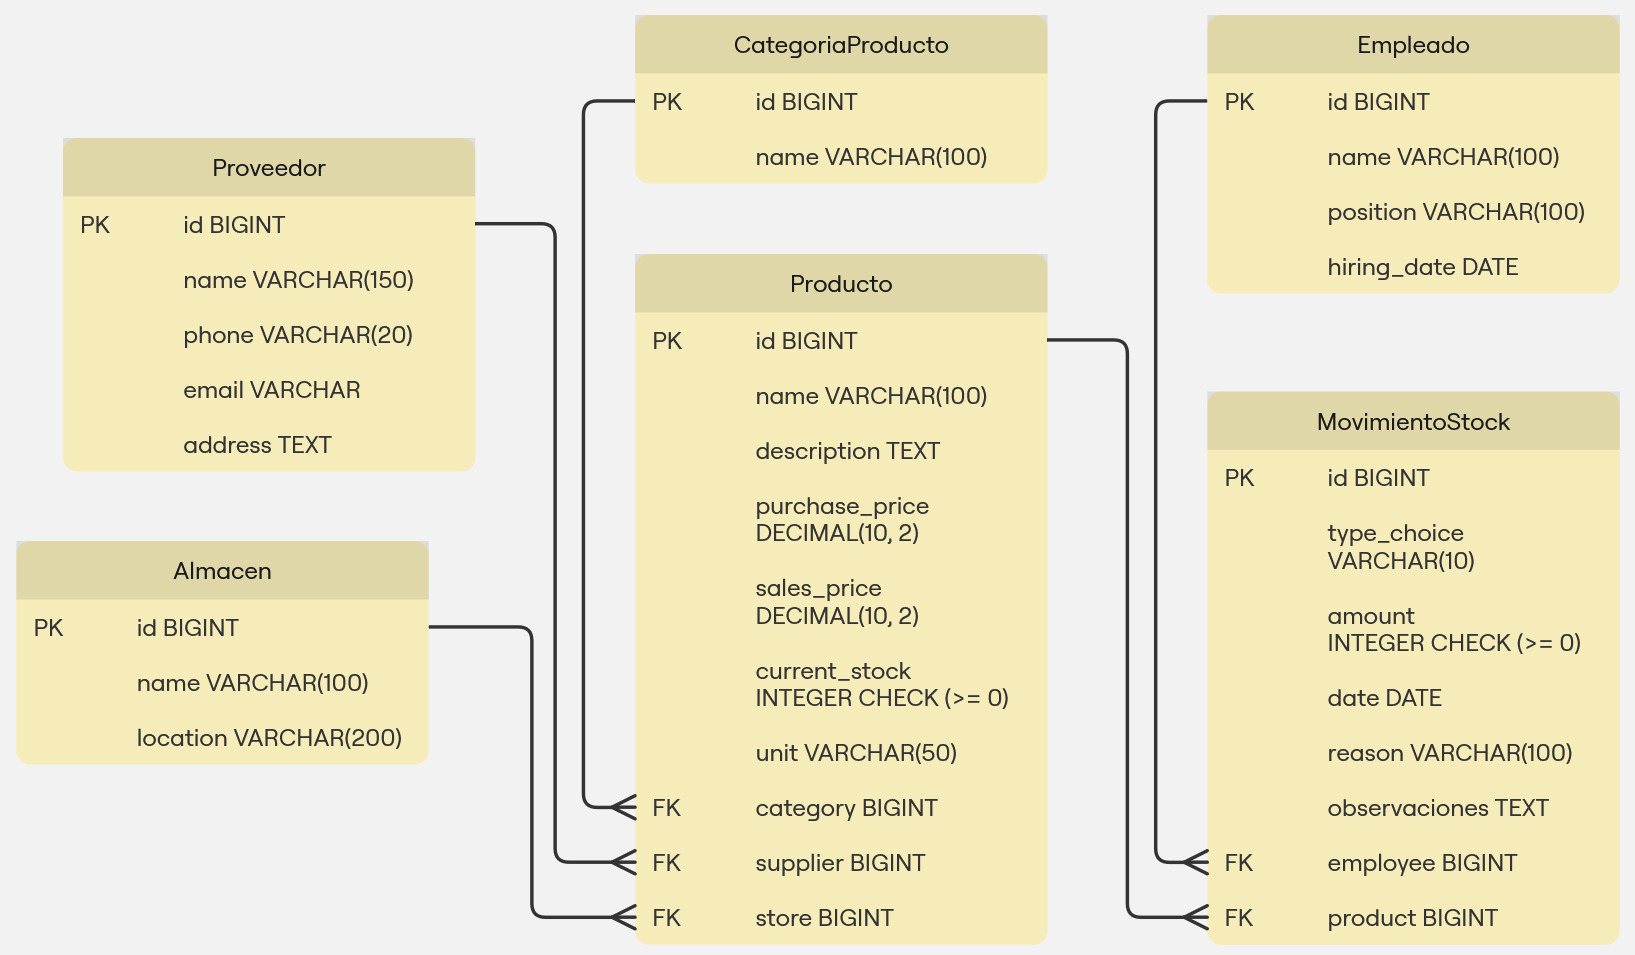 CategoriaProducto
PK id BIGINT
name VARCHAR(100)
Empleado
PK id BIGINT
name VARCHAR(100)
position VARCHAR(100)
hiring_date DATE
Proveedor
PK id BIGINT
name VARCHAR(150)
phone VARCHAR(20)
email VARCHAR
address TEXT
Producto
PK id BIGINT
name VARCHAR(100)
description TEXT
purchase_price
DECIMAL(10, 2)
sales_price
DECIMAL(10, 2)
current_stock
INTEGER CHECK (>= 0)
unit VARCHAR(50)
FK category BIGINT
FK supplier BIGINT
FK store BIGINT
MovimientoStock
PK id BIGINT
type_choice
VARCHAR(10)
amount
INTEGER CHECK (>= 0)
date DATE
reason VARCHAR(100)
observaciones TEXT
FK employee BIGINT
FK product BIGINT
Almacen
PK id BIGINT
name VARCHAR(100)
location VARCHAR(200)